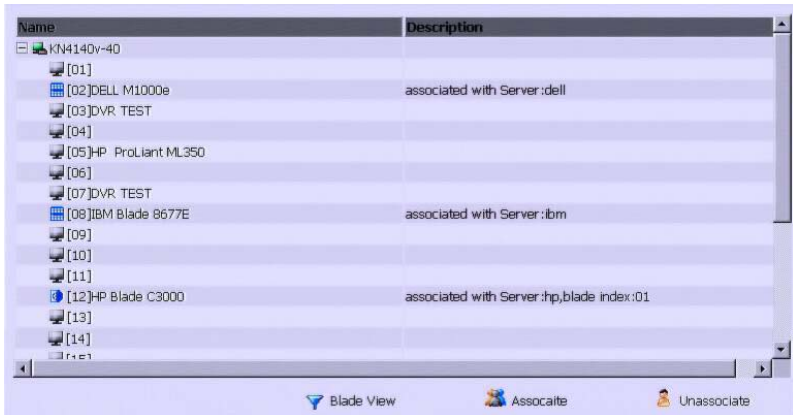 Name Description
KN4140v-40
[01]
[02]DELL M1000e associated with Server:dell
[03]DVR TEST
[04]
[05]HP ProLiant ML350
[06]
[07]DVR TEST
[08]IBM Blade 8677E associated with Server:ibm
[09]
[10]
[11]
[12]HP Blade C3000 associated with Server:hp,blade index:01
[13]
[14]
[15]
Blade View Assocaite Unassociate